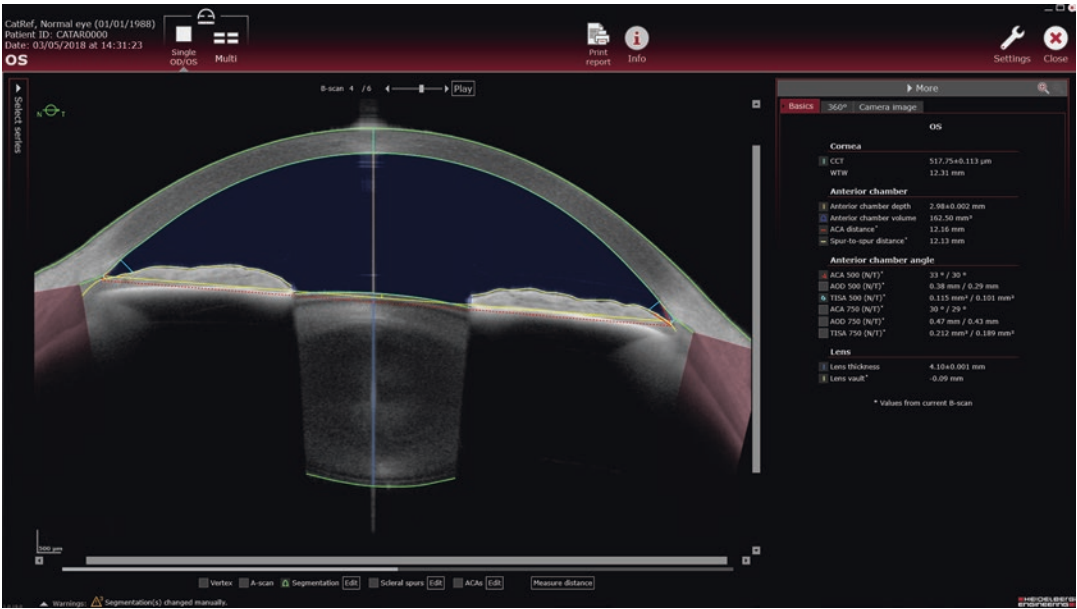 CatRef, Normal eye (01/01/1988)
Patient ID: CATAR0000
Date: 03/05/2018 at 14:31:23
OS
Single
OD/OS
Multi
Print
report
Info
Settings
Close
Select series
B-scan 4 /6
Play
N T
More
Basics 360° Camera image
OS
Cornea
CCT 517.75±0.113 µm
WTW 12.31 mm
Anterior chamber
Anterior chamber depth 2.98±0.002 mm
Anterior chamber volume 162.50 mm³
ACA distance* 12.16 mm
Spur-to-spur distance* 12.13 mm
Anterior chamber angle
ACA 500 (N/T)* 33 ° / 30 °
AOD 500 (N/T)* 0.38 mm / 0.29 mm
TISA 500 (N/T)* 0.115 mm² / 0.101 mm²
ACA 750 (N/T)* 30 ° / 29 °
AOD 750 (N/T)* 0.47 mm / 0.43 mm
TISA 750 (N/T)* 0.212 mm² / 0.189 mm²
Lens
Lens thickness 4.10±0.001 mm
Lens vault* -0.09 mm
* Values from current B-scan
500 µm
Vertex A-scan Segmentation Edit Scleral spurs Edit ACAs Edit Measure distance
Warnings: Segmentation(s) changed manually.
HEIDELBERG
ENGINEERING